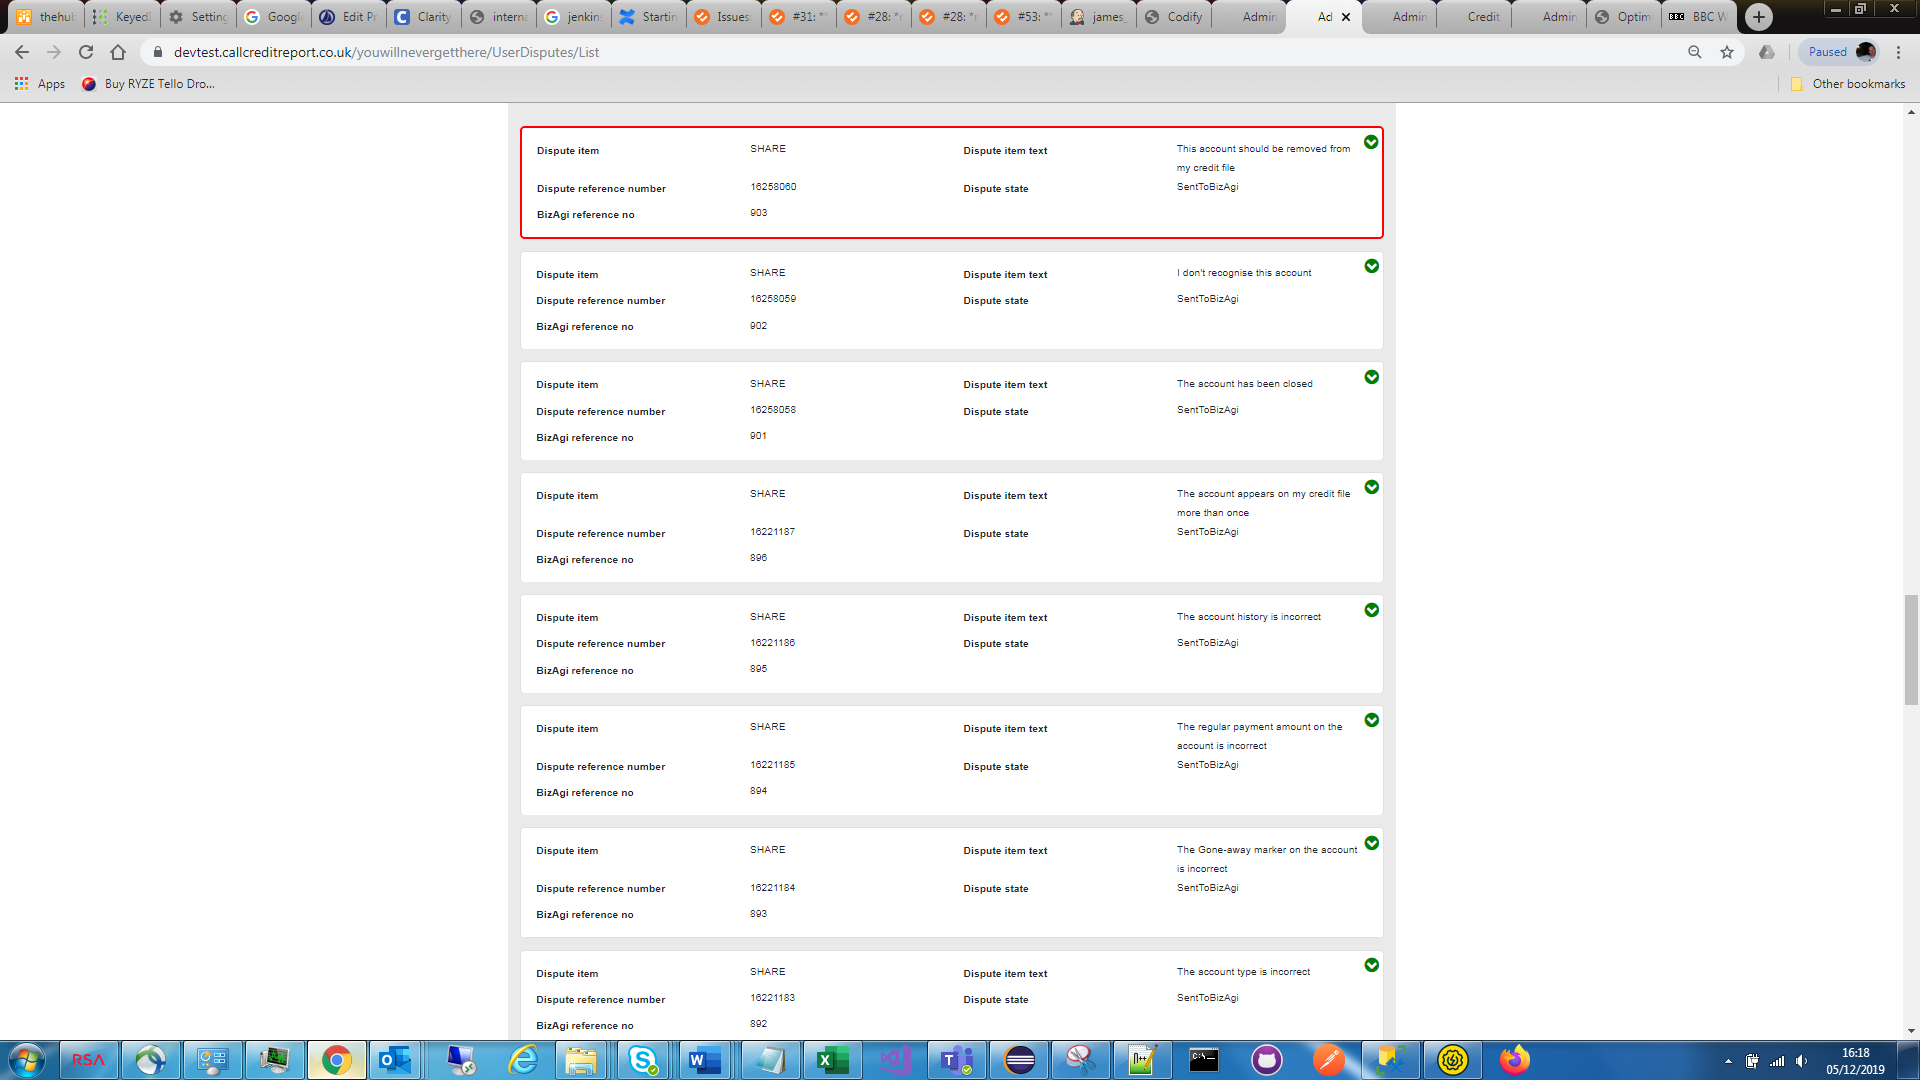 thehub KeyedI Setting Googl Edit Pr Clarity interna jenkins Startin Issues: #31: * #28: *r #28: *r #53: * james_ Codify Admin Ad Admin Credit Admin Optim BBC BBC W
devtest.callcreditreport.co.uk/youwillnevergetthere/UserDisputes/List Paused
Apps Buy RYZE Tello Dro... Other bookmarks
Dispute item SHARE Dispute item text This account should be removed from
my credit file
Dispute reference number 16258060 Dispute state SentToBizAgi
BizAgi reference no 903
Dispute item SHARE Dispute item text I don't recognise this account
Dispute reference number 16258059 Dispute state SentToBizAgi
BizAgi reference no 902
Dispute item SHARE Dispute item text The account has been closed
Dispute reference number 16258058 Dispute state SentToBizAgi
BizAgi reference no 901
Dispute item SHARE Dispute item text The account appears on my credit file
more than once
Dispute reference number 16221187 Dispute state SentToBizAgi
BizAgi reference no 896
Dispute item SHARE Dispute item text The account history is incorrect
Dispute reference number 16221186 Dispute state SentToBizAgi
BizAgi reference no 895
Dispute item SHARE Dispute item text The regular payment amount on the
account is incorrect
Dispute reference number 16221185 Dispute state SentToBizAgi
BizAgi reference no 894
Dispute item SHARE Dispute item text The Gone-away marker on the account
is incorrect
Dispute reference number 16221184 Dispute state SentToBizAgi
BizAgi reference no 893
Dispute item SHARE Dispute item text The account type is incorrect
Dispute reference number 16221183 Dispute state SentToBizAgi
BizAgi reference no 892
RSA
16:18
05/12/2019